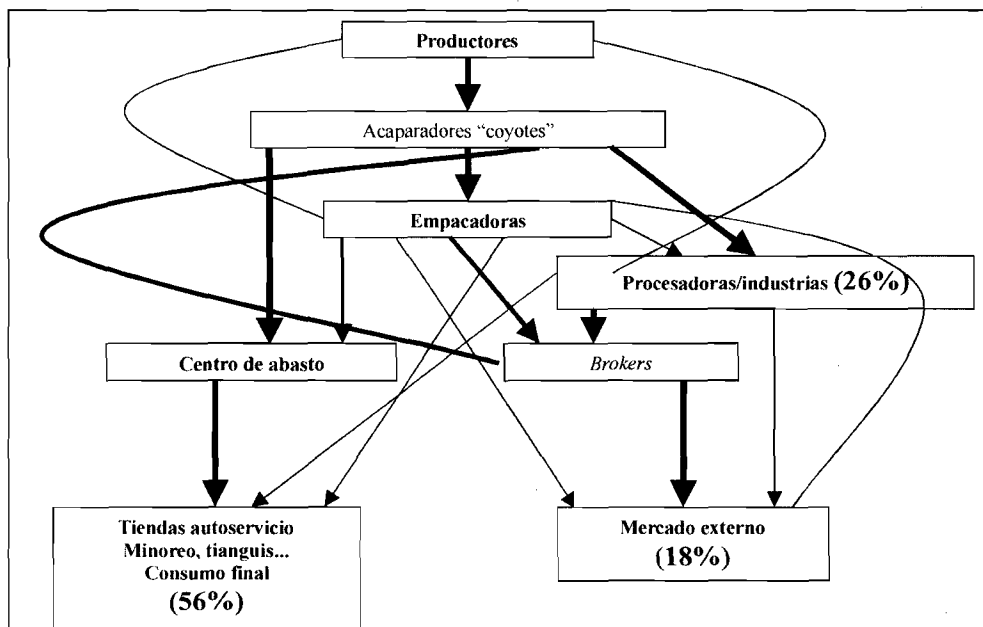 Productores
Acaparadores “coyotes”
Empacadoras
Procesadoras/industrias (26%)
Centro de abasto
Brokers
Tiendas autoservicio
Minoreo, tianguis...
Consumo final
(56%)
Mercado externo
(18%)